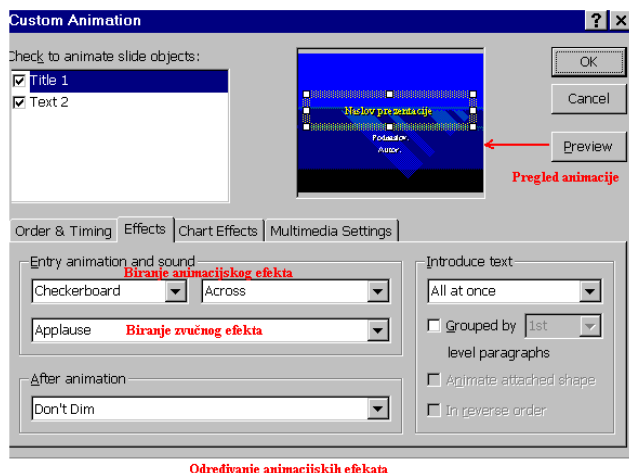 Custom Animation
Check to animate slide objects:
Title 1
Text 2
Naslov prezentacije
Podnaslov.
Autor.
OK
Cancel
Preview
Pregled animacije
Order & Timing
Effects
Chart Effects
Multimedia Settings
Entry animation and sound
Biranje animacijskog efekta
Checkerboard
Across
Applause
Biranje zvučnog efekta
After animation
Don't Dim
Introduce text
All at once
Grouped by 1st
level paragraphs
Animate attached shape
In reverse order
Određivanje animacijskih efekata